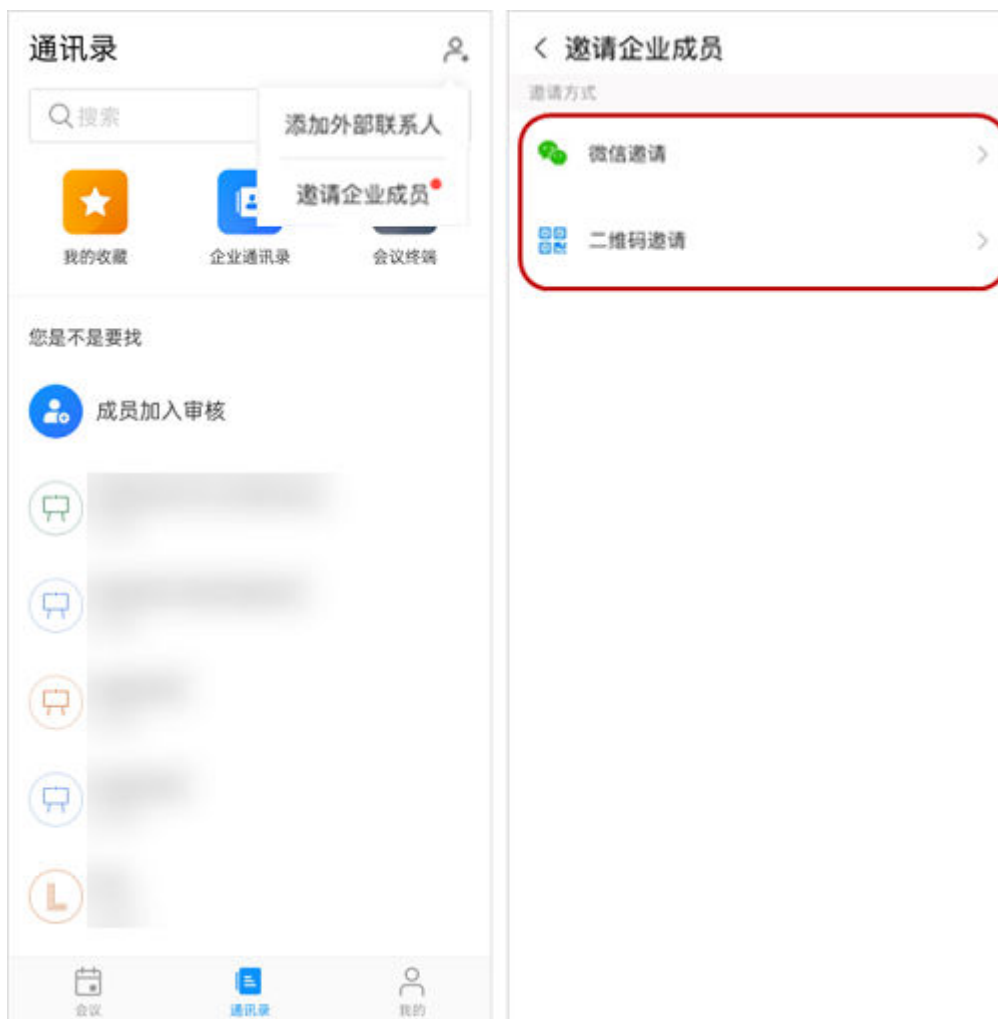 通讯录
搜索
添加外部联系人
邀请企业成员
我的收藏
企业通讯录
会议终端
您是不是要找
成员加入审核
会议
通讯录
我的
邀请企业成员
邀请方式
微信邀请
二维码邀请